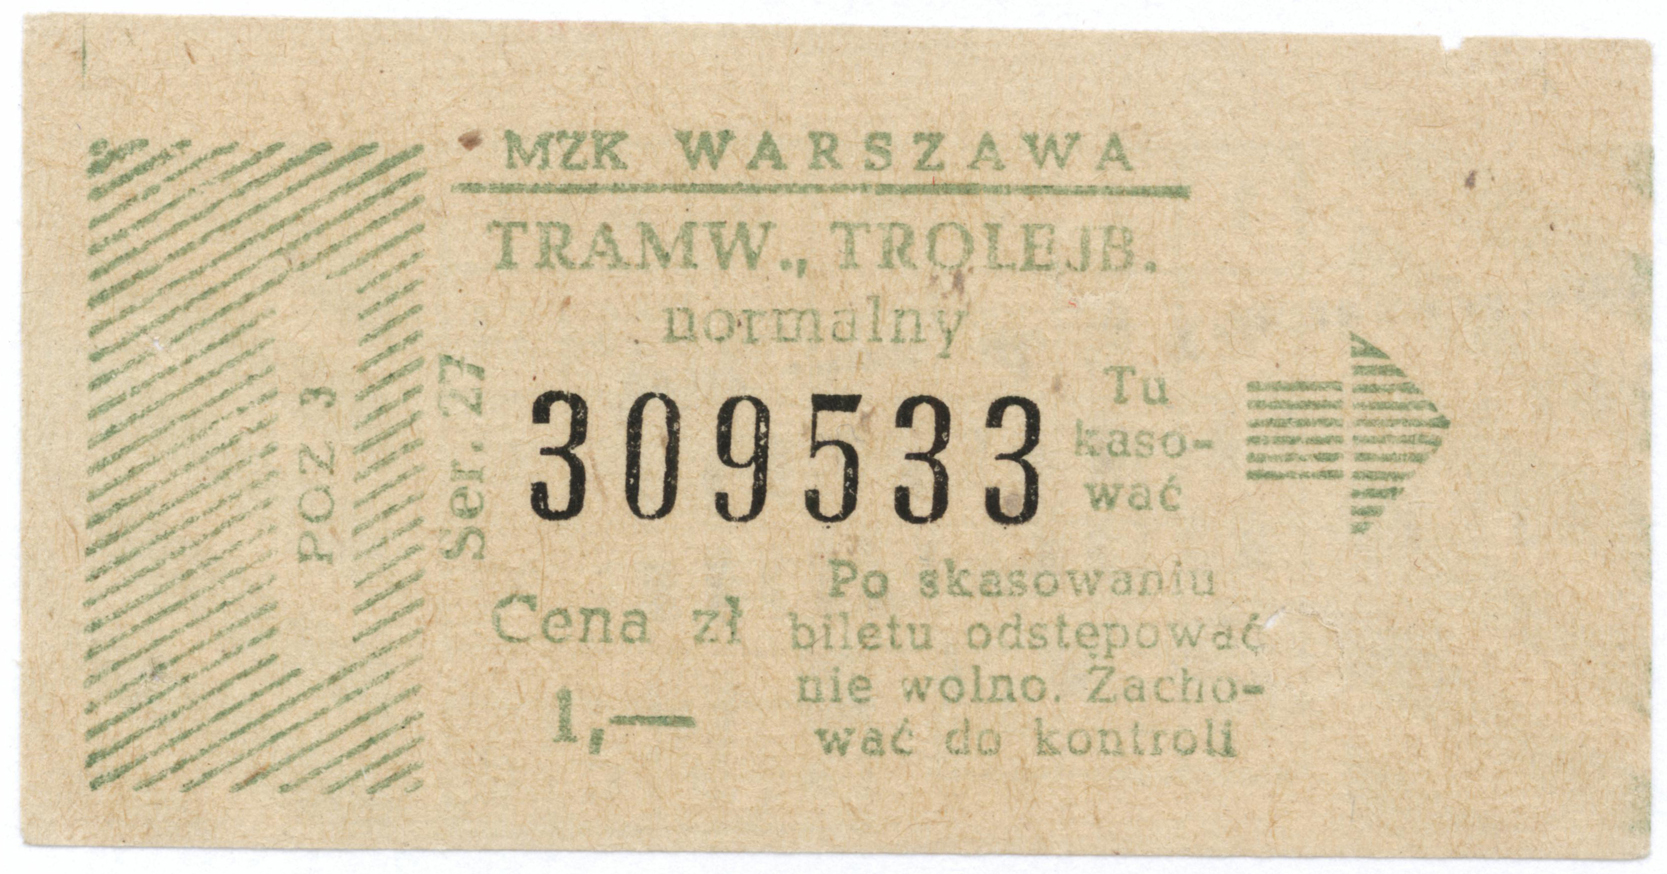 MZK WARSZAWA
TRAMW., TROLEJB.
normalny
POZ 3
Ser. 27
309533
Tu
kaso-
wać
Cena zł
1,—
Po skasowaniu
biletu odstępować
nie wolno. Zacho-
wać do kontroli